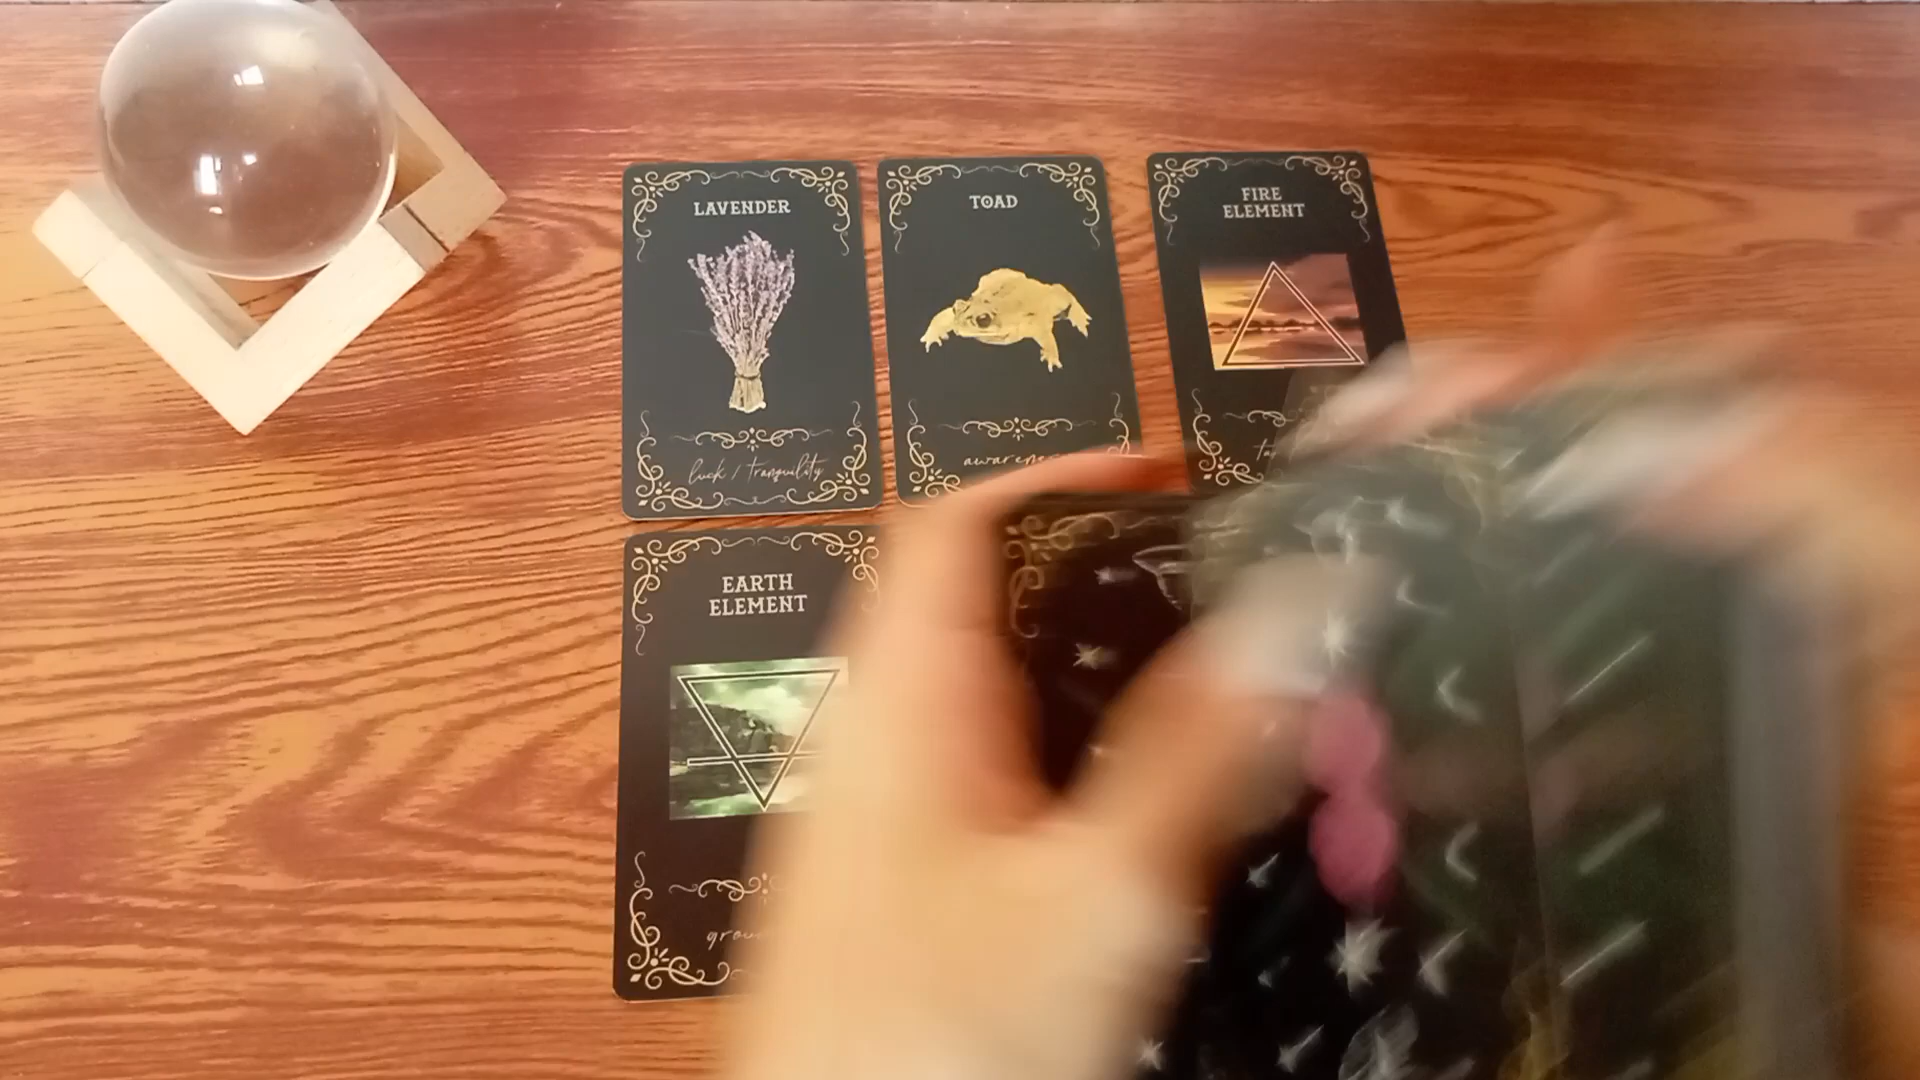 LAVENDER
luck / tranquility
TOAD
FIRE
ELEMENT
EARTH
ELEMENT